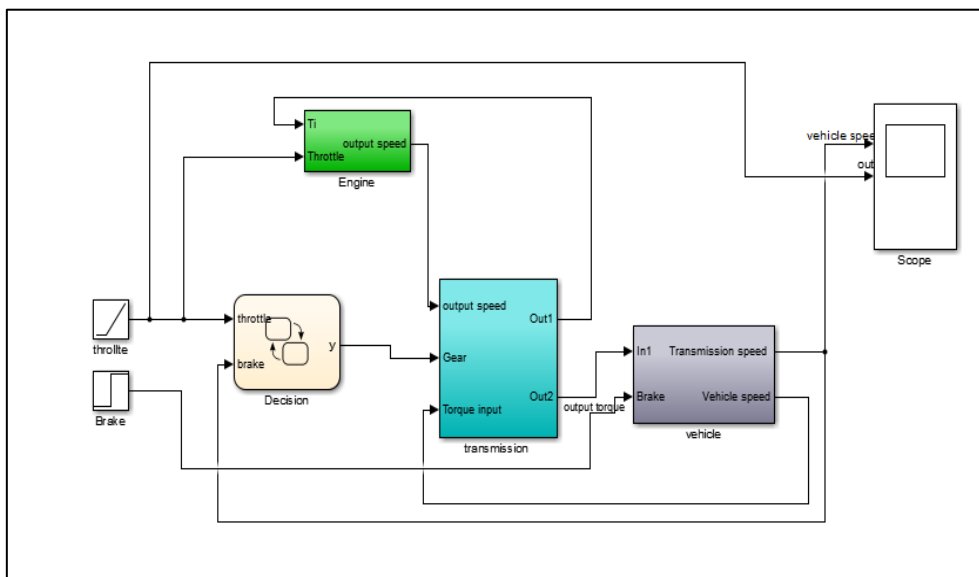 Ti
Throttle
output speed
Engine
vehicle spee
out
Scope
throllte
Brake
throttle
brake
y
Decision
output speed
Gear
Torque input
Out1
Out2
transmission
output torque
In1
Brake
Transmission speed
Vehicle speed
vehicle